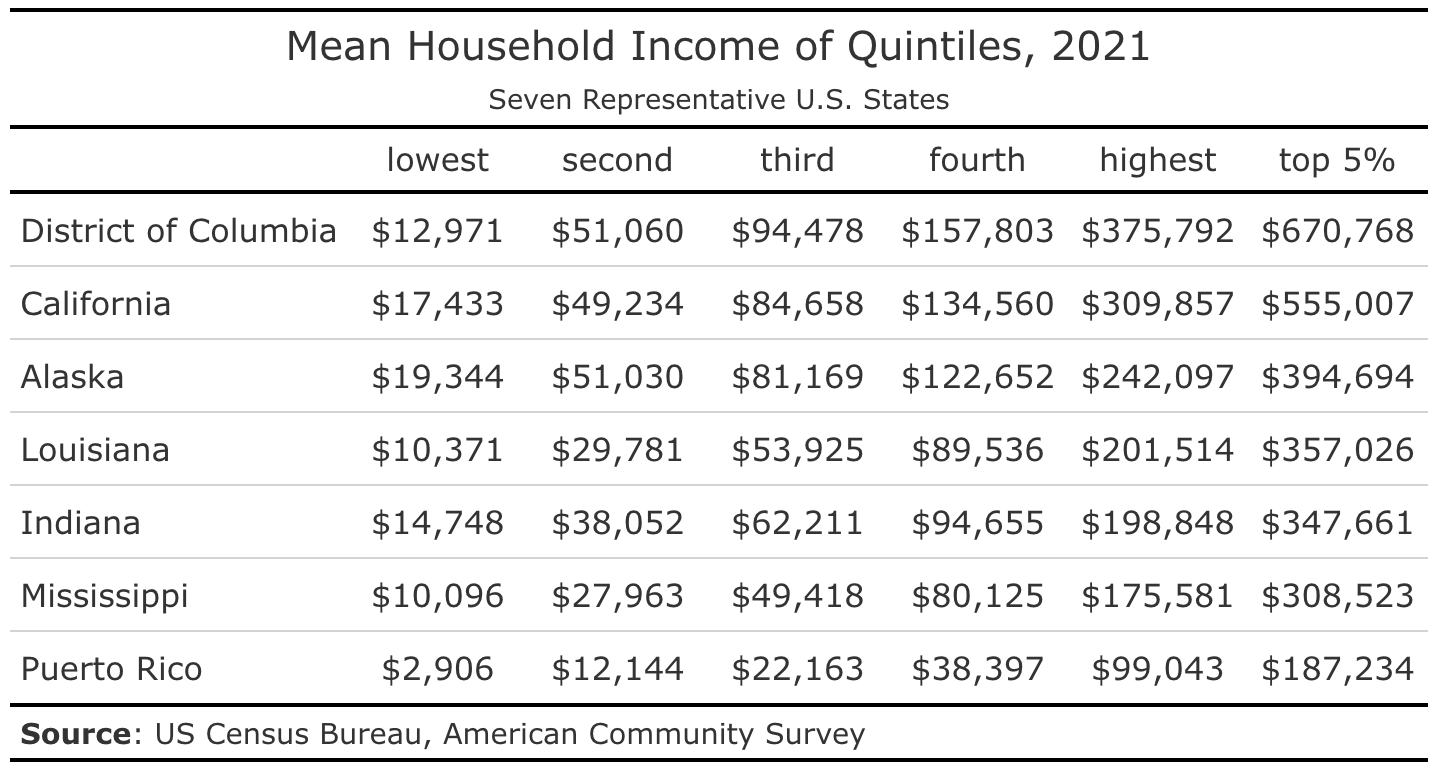 Mean Household Income of Quintiles, 2021
Seven Representative U.S. States
lowest second third fourth highest top 5%
District of Columbia $12,971 $51,060 $94,478 $157,803 $375,792 $670,768
California $17,433 $49,234 $84,658 $134,560 $309,857 $555,007
Alaska $19,344 $51,030 $81,169 $122,652 $242,097 $394,694
Louisiana $10,371 $29,781 $53,925 $89,536 $201,514 $357,026
Indiana $14,748 $38,052 $62,211 $94,655 $198,848 $347,661
Mississippi $10,096 $27,963 $49,418 $80,125 $175,581 $308,523
Puerto Rico $2,906 $12,144 $22,163 $38,397 $99,043 $187,234
Source: US Census Bureau, American Community Survey